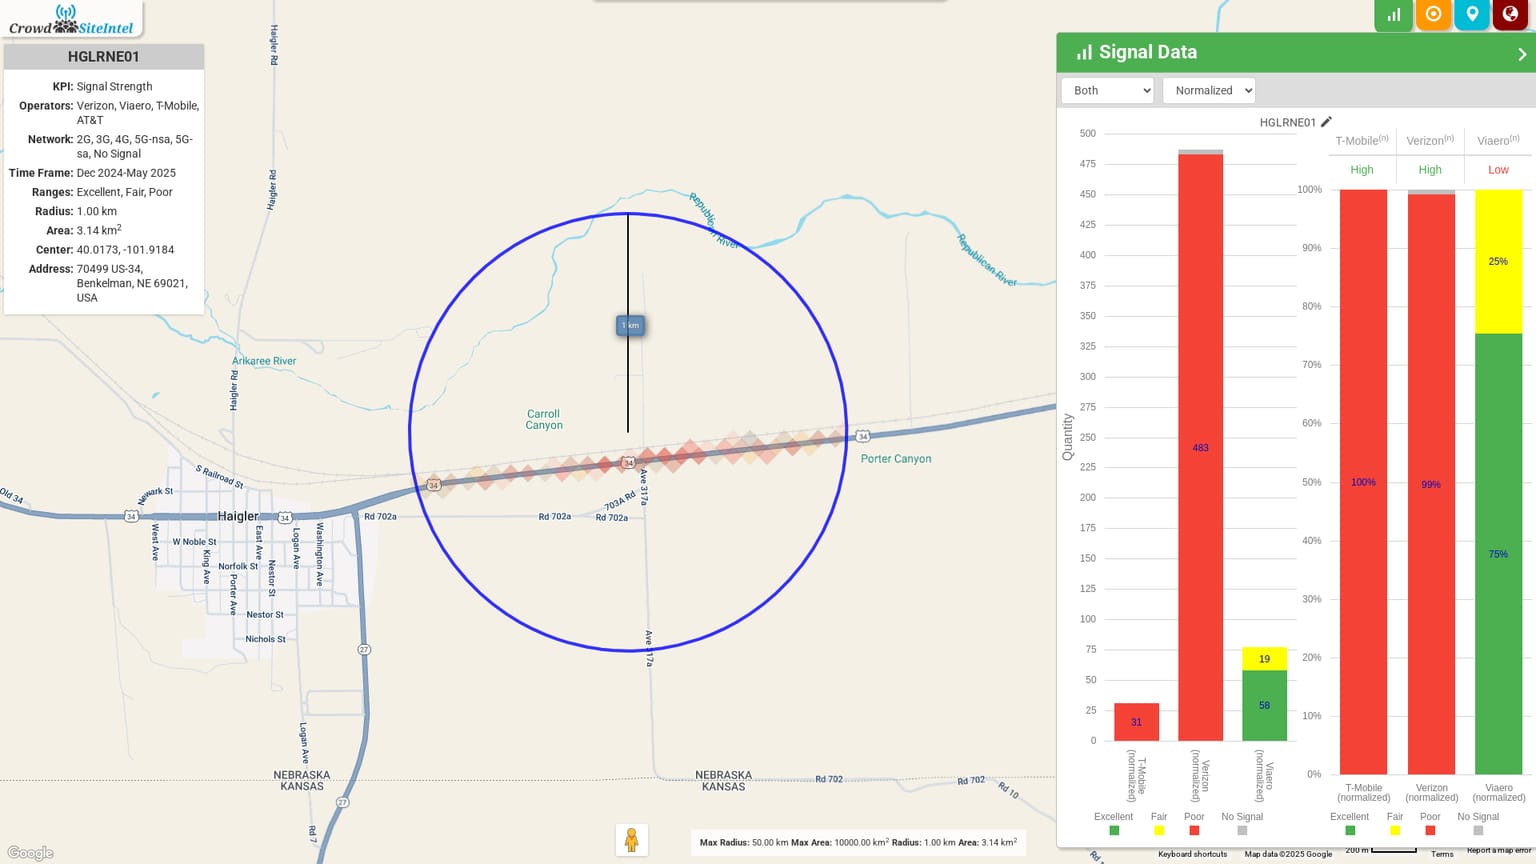 CrowdSiteIntel
HGLRNE01
KPI: Signal Strength
Operators: Verizon, Viaero, T-Mobile,
AT&T
Network: 2G, 3G, 4G, 5G-nsa, 5G-
sa, No Signal
Time Frame: Dec 2024-May 2025
Ranges: Excellent, Fair, Poor
Radius: 1.00 km
Area: 3.14 km²
Center: 40.0173, -101.9184
Address: 70499 US-34,
Benkelman, NE 69021,
USA
Haigler Rd
Haigler Rd
Haigler Rd
Republican River
Republican River
Arikaree River
1 km
Carroll
Canyon
Porter Canyon
34
34
34
34
34
S Railroad St
Newark St
Old 34
Haigler
Rd 702a
Rd 702a
Rd 702a
703A Rd
Ave 317a
Ave 317a
West Ave
W Noble St
King Ave
Porter Ave
East Ave
Nestor St
Logan Ave
Washington Ave
Norfolk St
Nestor St
Nichols St
27
27
Logan Ave
NEBRASKA
KANSAS
NEBRASKA
KANSAS
Rd 702
Rd 702
Rd 10
Rd 7
Google
Max Radius: 50.00 km Max Area: 10000.00 km² Radius: 1.00 km Area: 3.14 km²
Signal Data
Both
Normalized
HGLRNE01
Quantity
500
475
450
425
400
375
350
325
300
275
250
225
200
175
150
125
100
75
50
25
0
31
483
19
58
T-Mobile
(normalized)
Verizon
(normalized)
Viaero
(normalized)
Excellent Fair Poor No Signal
T-Mobile(n) Verizon(n) Viaero(n)
High High Low
100%
90%
80%
70%
60%
50%
40%
30%
20%
10%
0%
100%
99%
25%
75%
T-Mobile
(normalized)
Verizon
(normalized)
Viaero
(normalized)
Excellent Fair Poor No Signal
Keyboard shortcuts Map data ©2025 Google 200 m Terms Report a map error